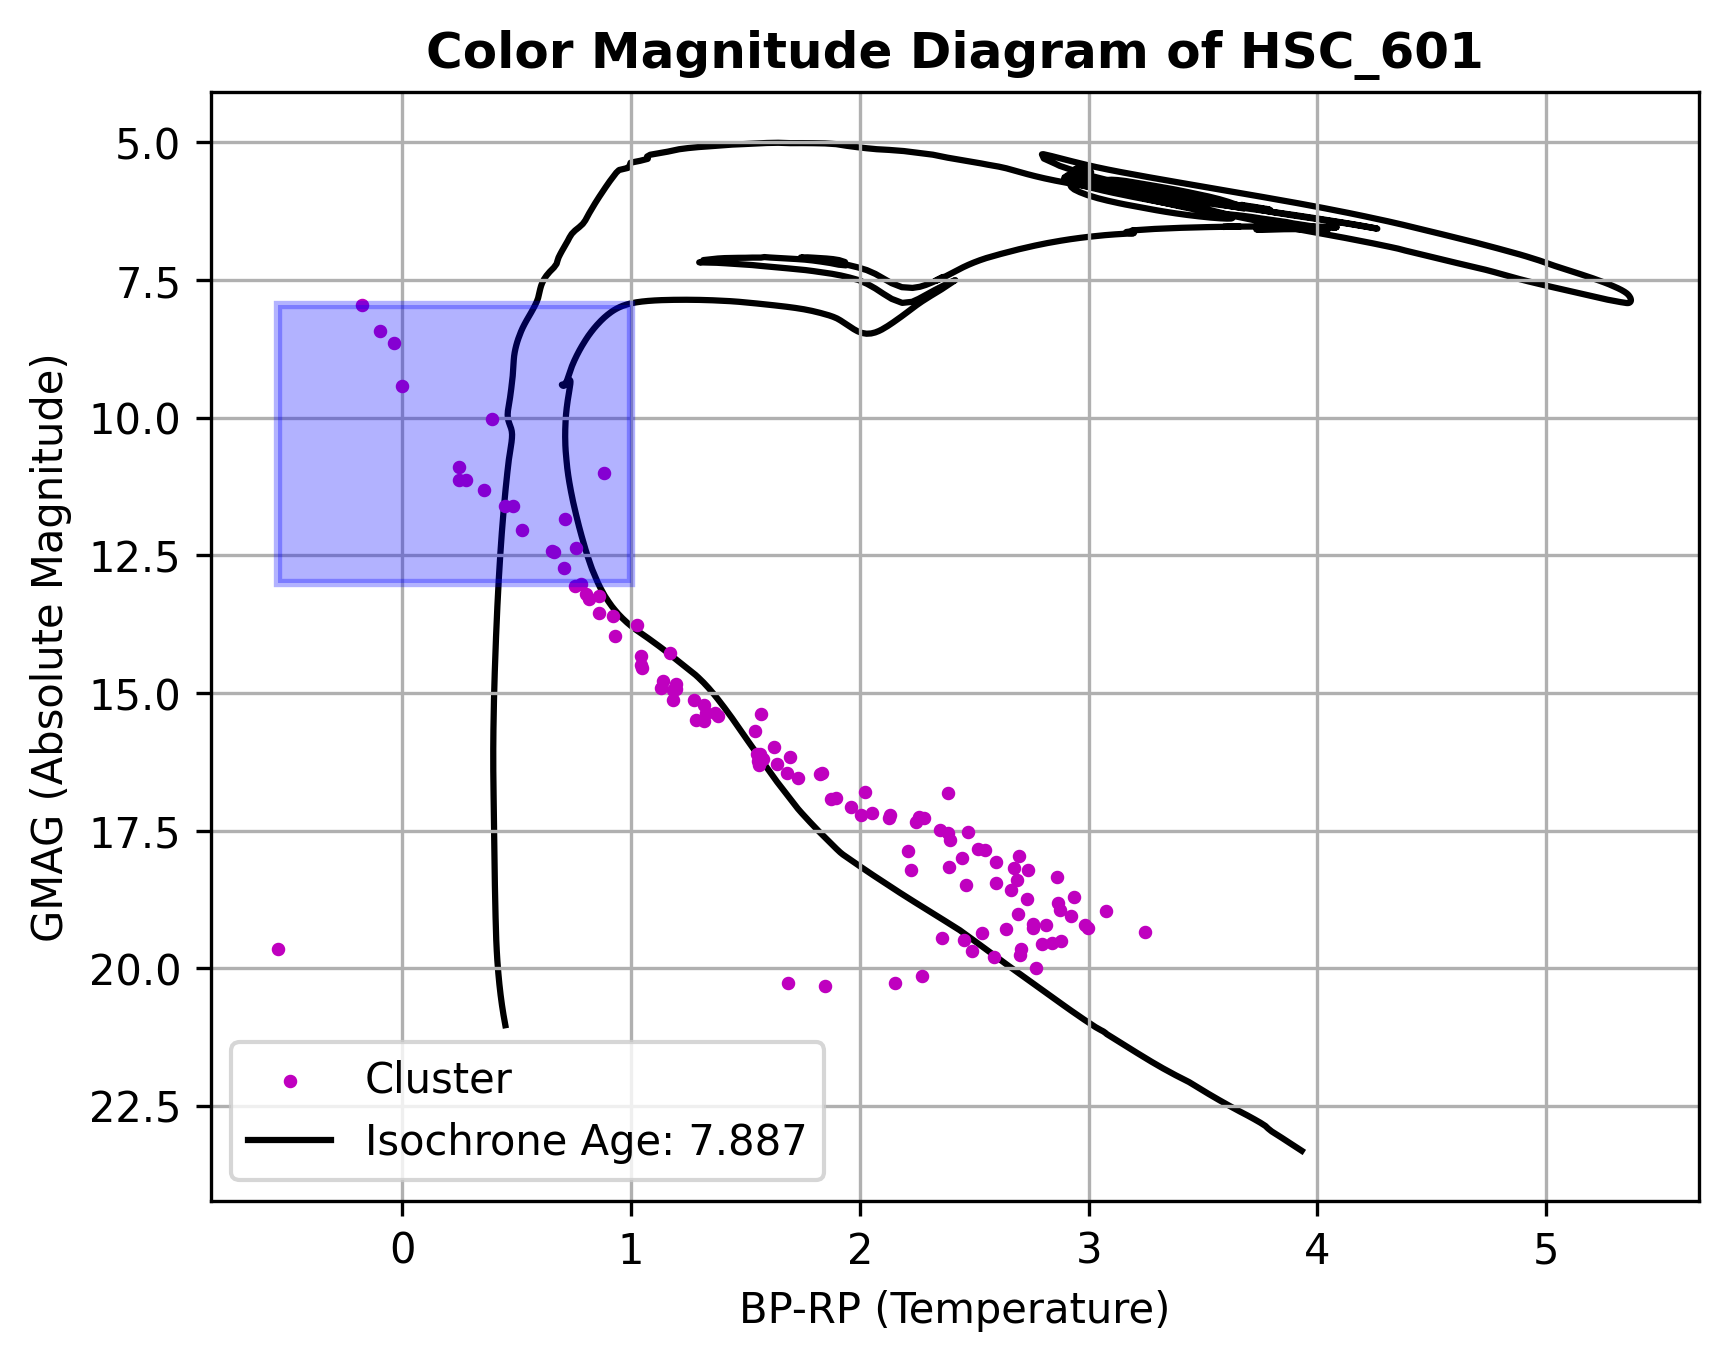 Color Magnitude Diagram of HSC_601
GMAG (Absolute Magnitude)
5.0
7.5
10.0
12.5
15.0
17.5
20.0
22.5
Cluster
Isochrone Age: 7.887
0 1 2 3 4 5
BP-RP (Temperature)